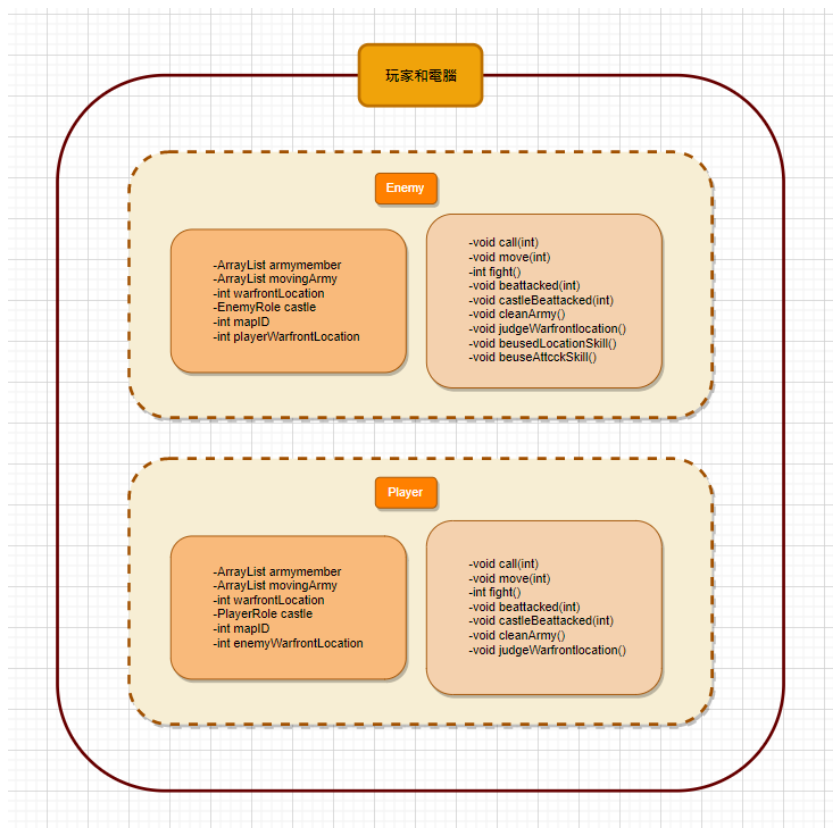 玩家和電腦
Enemy
-ArrayList armymember
-ArrayList movingArmy
-int warfrontLocation
-EnemyRole castle
-int mapID
-int playerWarfrontLocation
-void call(int)
-void move(int)
-int fight()
-void beattacked(int)
-void castleBeattacked(int)
-void cleanArmy()
-void judgeWarfrontlocation()
-void beusedLocationSkill()
-void beuseAttcckSkill()
Player
-ArrayList armymember
-ArrayList movingArmy
-int warfrontLocation
-PlayerRole castle
-int mapID
-int enemyWarfrontLocation
-void call(int)
-void move(int)
-int fight()
-void beattacked(int)
-void castleBeattacked(int)
-void cleanArmy()
-void judgeWarfrontlocation()